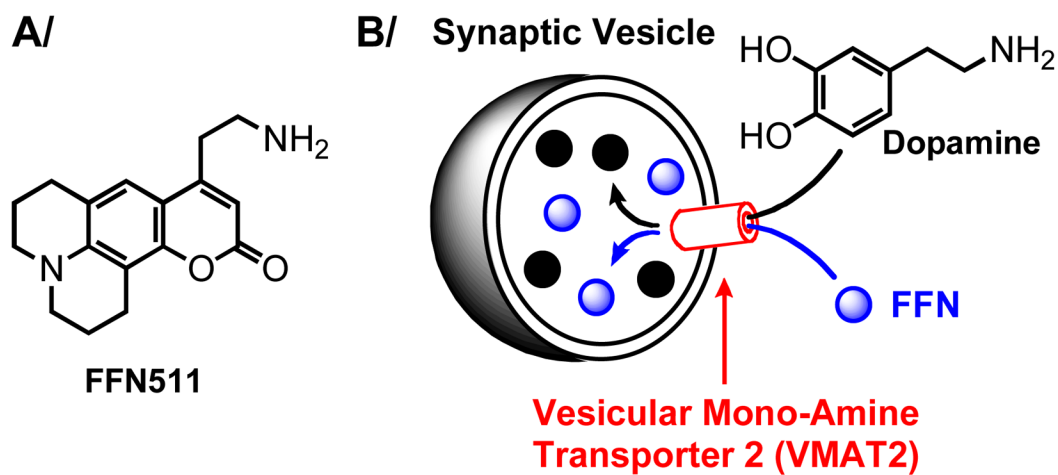 A/
NH2
N
O
O
FFN511
B/ Synaptic Vesicle
HO
HO
NH2
Dopamine
FFN
Vesicular Mono-Amine
Transporter 2 (VMAT2)